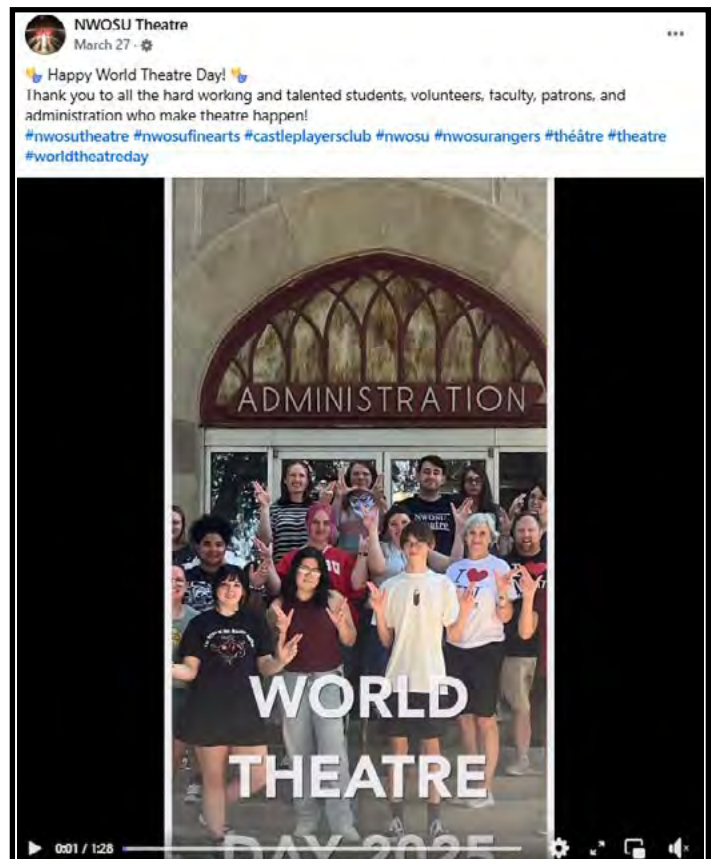 NWOSU Theatre
March 27
Happy World Theatre Day!
Thank you to all the hard working and talented students, volunteers, faculty, patrons, and
administration who make theatre happen!
#nwosutheatre #nwosufinearts #castleplayersclub #nwosu #nwosurangers #théâtre #theatre
#worldtheatreday
ADMINISTRATION
NWOSU
Theatre
I
WORLD
THEATRE
DAY 2025
0:01 / 1:28